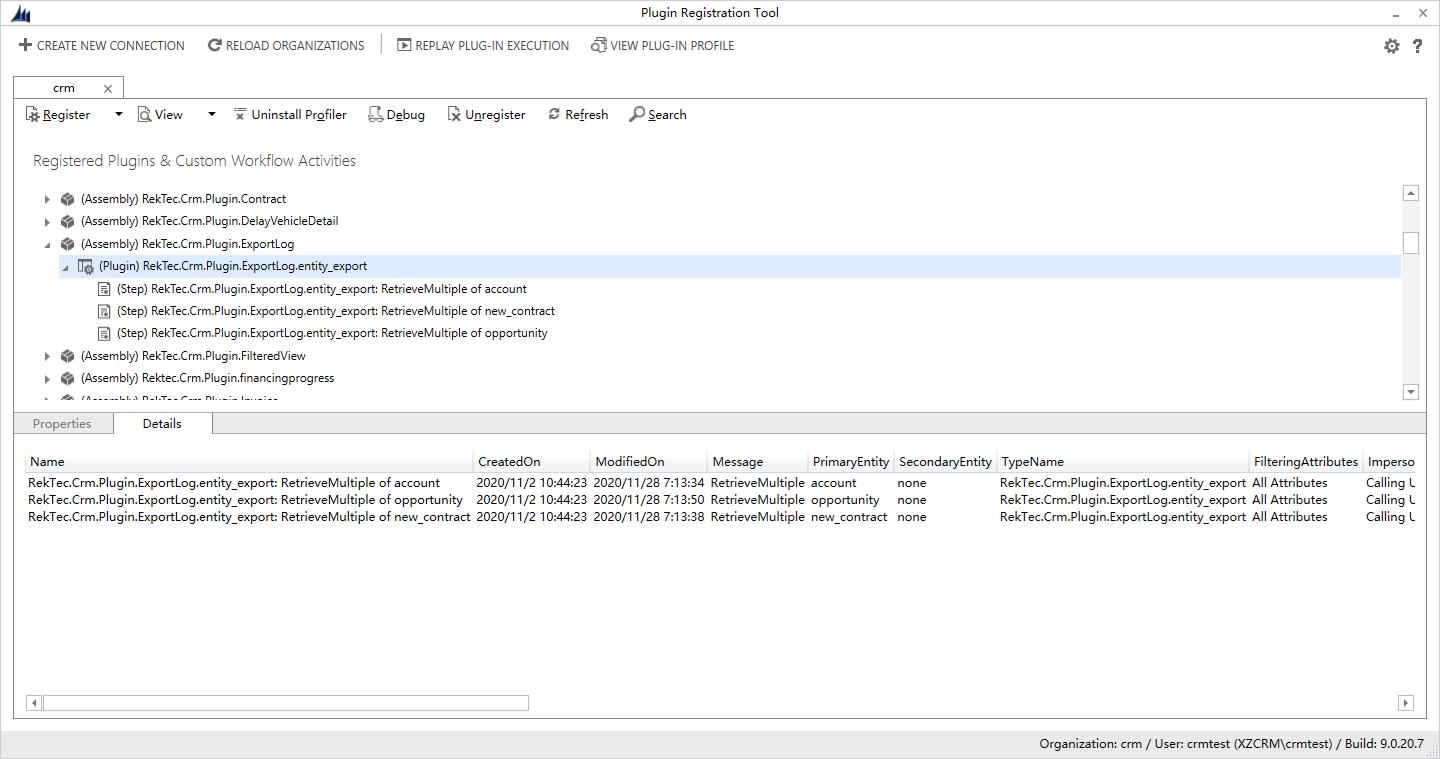 Plugin Registration Tool
CREATE NEW CONNECTION RELOAD ORGANIZATIONS REPLAY PLUG-IN EXECUTION VIEW PLUG-IN PROFILE
crm
Register View Uninstall Profiler Debug Unregister Refresh Search
Registered Plugins & Custom Workflow Activities
(Assembly) RekTec.Crm.Plugin.Contract
(Assembly) RekTec.Crm.Plugin.DelayVehicleDetail
(Assembly) RekTec.Crm.Plugin.ExportLog
(Plugin) RekTec.Crm.Plugin.ExportLog.entity_export
(Step) RekTec.Crm.Plugin.ExportLog.entity_export: RetrieveMultiple of account
(Step) RekTec.Crm.Plugin.ExportLog.entity_export: RetrieveMultiple of new_contract
(Step) RekTec.Crm.Plugin.ExportLog.entity_export: RetrieveMultiple of opportunity
(Assembly) RekTec.Crm.Plugin.FilteredView
(Assembly) Rektec.Crm.Plugin.financingprogress
Properties Details
Name CreatedOn ModifiedOn Message PrimaryEntity SecondaryEntity TypeName FilteringAttributes Imperso
RekTec.Crm.Plugin.ExportLog.entity_export: RetrieveMultiple of account 2020/11/2 10:44:23 2020/11/28 7:13:34 RetrieveMultiple account none RekTec.Crm.Plugin.ExportLog.entity_export All Attributes Calling U
RekTec.Crm.Plugin.ExportLog.entity_export: RetrieveMultiple of opportunity 2020/11/2 10:44:23 2020/11/28 7:13:50 RetrieveMultiple opportunity none RekTec.Crm.Plugin.ExportLog.entity_export All Attributes Calling U
RekTec.Crm.Plugin.ExportLog.entity_export: RetrieveMultiple of new_contract 2020/11/2 10:44:23 2020/11/28 7:13:38 RetrieveMultiple new_contract none RekTec.Crm.Plugin.ExportLog.entity_export All Attributes Calling U
Organization: crm / User: crmtest (XZCRM\crmtest) / Build: 9.0.20.7